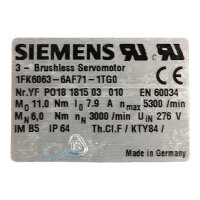 SIEMENS
3 ~ Brushless Servomotor
1FK6063-6AF71-1TG0
Nr.YF PO18 1815 03 010 EN 60034
Mo 11.0 Nm Io 7.9 A nmax 5300 /min
MN 6,0 Nm nN 3000 /min Uin 276 V
IM B5 IP 64 Th.Cl.F / KTY84 /
Made in Germany